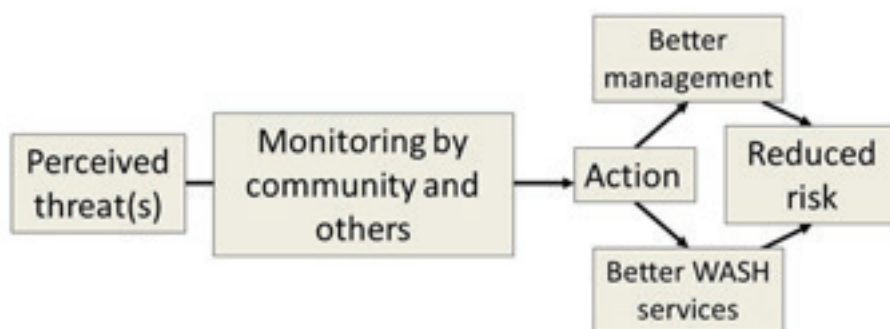 Perceived
threat(s)
Monitoring by
community and
others
Action
Better
management
Better WASH
services
Reduced
risk